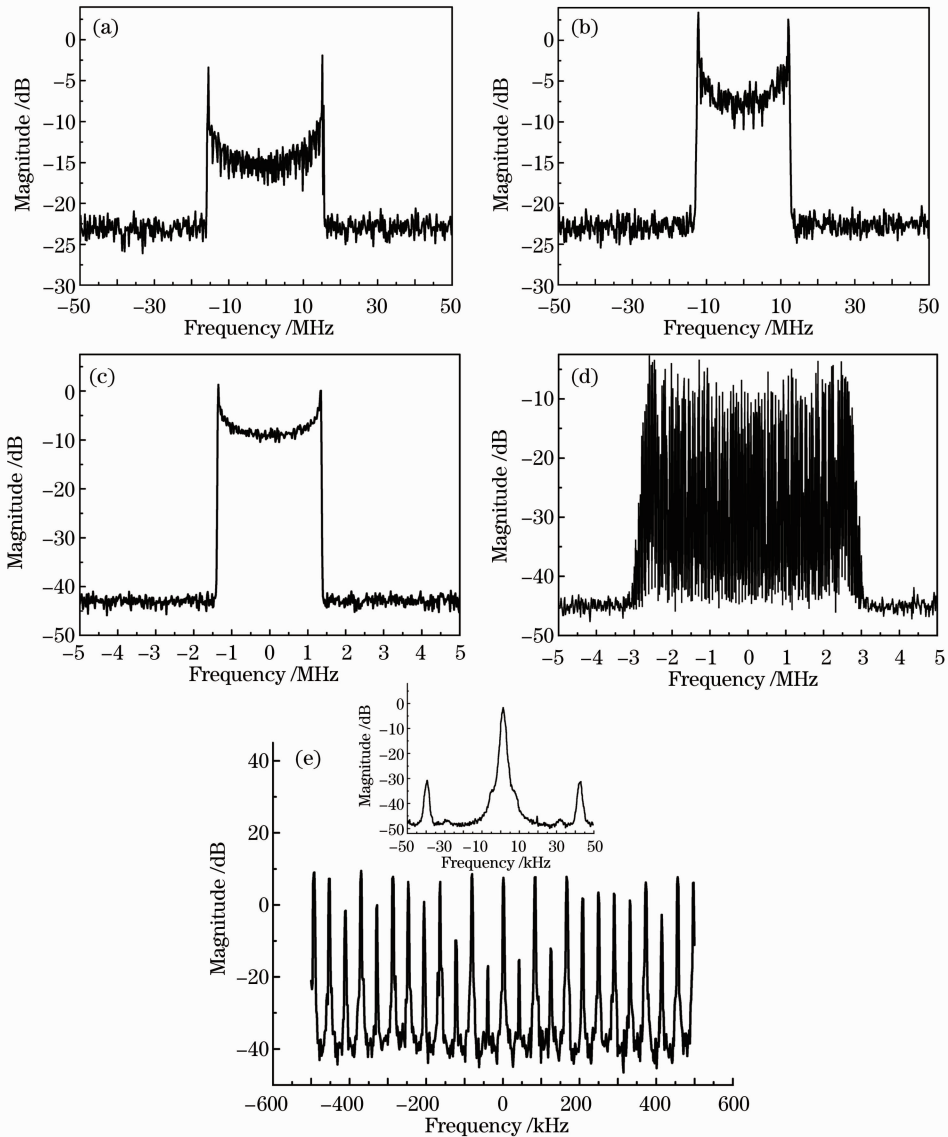 (a)
Magnitude /dB
0
−5
−10
−15
−20
−25
−30
−50 −30 −10 10 30 50
Frequency /MHz
(b)
Magnitude /dB
0
−5
−10
−15
−20
−25
−30
−50 −30 −10 10 30 50
Frequency /MHz
(c)
Magnitude /dB
0
−10
−20
−30
−40
−50
−5 −4 −3 −2 −1 0 1 2 3 4 5
Frequency /MHz
(d)
Magnitude /dB
−10
−20
−30
−40
−50
−5 −4 −3 −2 −1 0 1 2 3 4 5
Frequency /MHz
Magnitude /dB
0
−10
−20
−30
−40
−50
−50 −30 −10 10 30 50
Frequency /kHz
(e)
Magnitude /dB
40
20
0
−20
−40
−600 −400 −200 0 200 400 600
Frequency /kHz